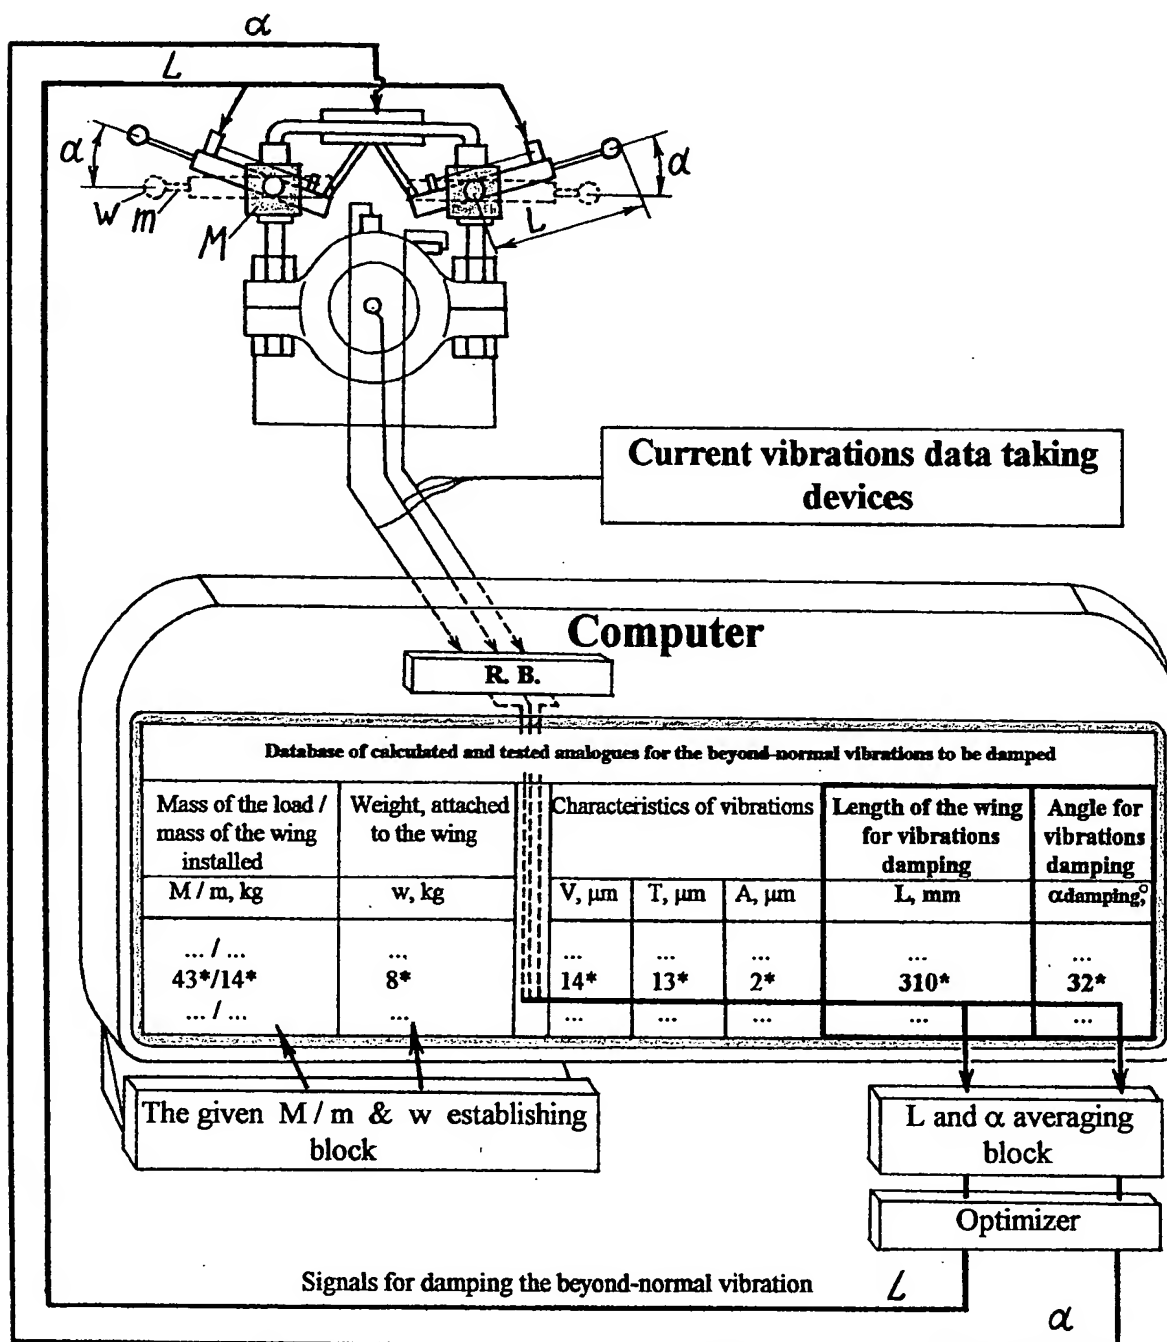 α
L
α
α
w
m
M
L
Current vibrations data taking
devices
Computer
R. B.
Database of calculated and tested analogues for the beyond-normal vibrations to be damped
Mass of the load /
mass of the wing
installed
Weight, attached
to the wing
Characteristics of vibrations
Length of the wing
for vibrations
damping
Angle for
vibrations
damping
M / m, kg
w, kg
V, μm
T, μm
A, μm
L, mm
αdamping,°
... / ...
...
...
...
...
...
...
43*/14*
8*
14*
13*
2*
310*
32*
... / ...
...
...
...
...
...
...
The given M / m & w establishing
block
L and α averaging
block
Optimizer
Signals for damping the beyond-normal vibration
L
α